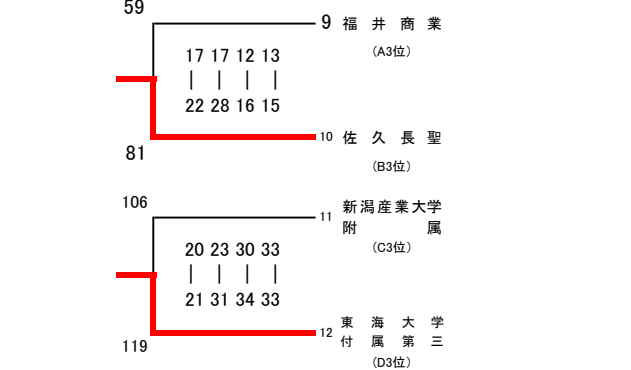 59
9 福井商業
(A3位)
17 17 12 13
| | | |
22 28 16 15
10 佐久長聖
81
(B3位)
106
11 新潟産業大学
附属
(C3位)
20 23 30 33
| | | |
21 31 34 33
12 東海大学
付属第三
119
(D3位)